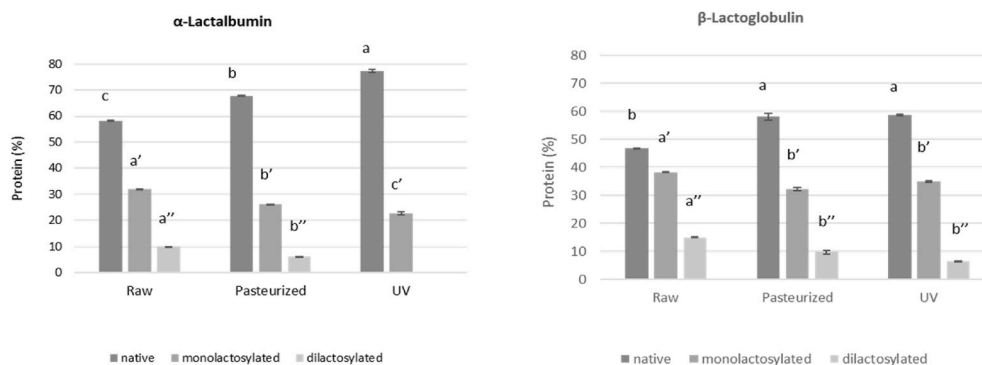 α-Lactalbumin
Protein (%)
80
70
60
50
40
30
20
10
0
c
a’
a’’
b
b’
b’’
a
c’
Raw Pasteurized UV
native monolactosylated dilactosylated
β-Lactoglobulin
Protein (%)
80
70
60
50
40
30
20
10
0
b
a’
a’’
a
b’
b’’
a
b’
b’’
Raw Pasteurized UV
native monolactosylated dilactosylated